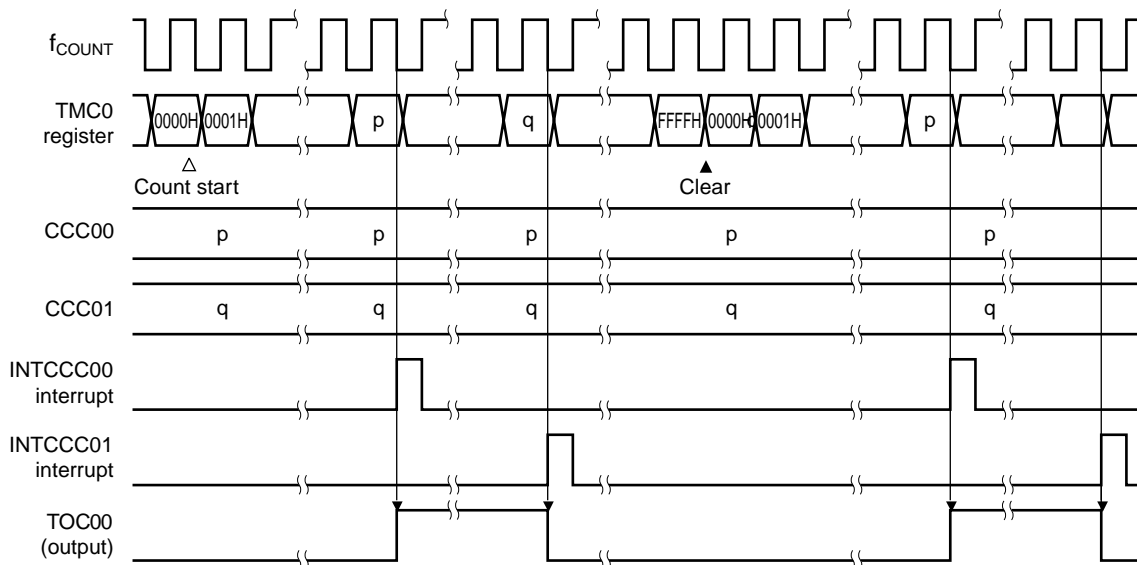 fCOUNT
TMC0 register
0000H 0001H p q FFFFH 0000H 0001H p
Count start
Clear
CCC00 p p p p p
CCC01 q q q q q
INTCCC00
interrupt
INTCCC01
interrupt
TOC00
(output)